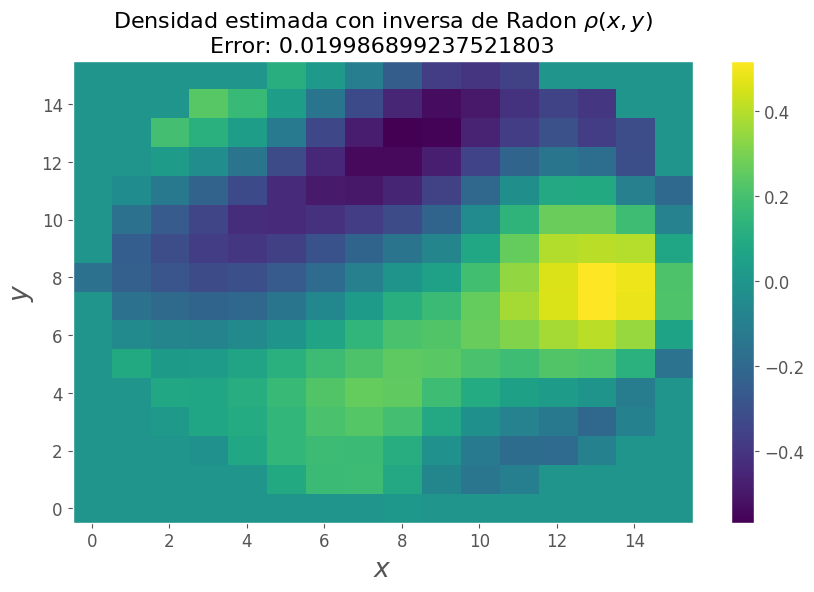 Densidad estimada con inversa de Radon ρ(x, y)
Error: 0.019986899237521803
14
12
10
8
6
4
2
0
y
0 2 4 6 8 10 12 14
x
0.4
0.2
0.0
−0.2
−0.4